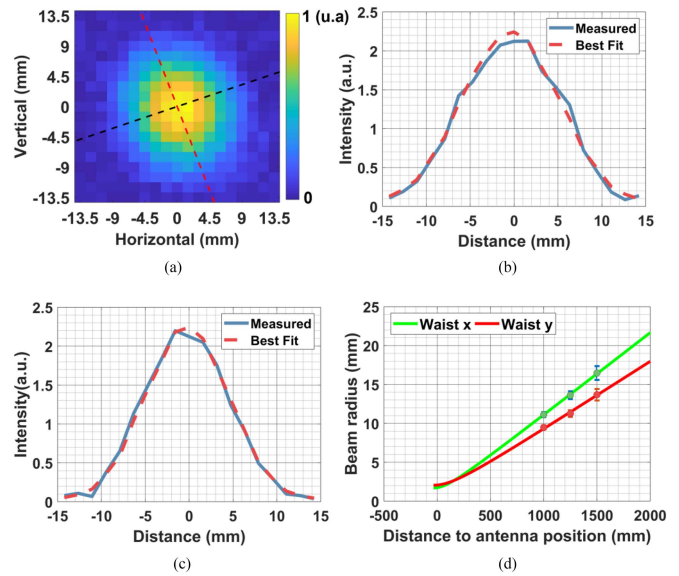 13.5
9
4.5
0
-4.5
-9
-13.5
Vertical (mm)
-13.5 -4.5 0 4.5 13.5
Horizontal (mm)
1 (u.a)
0
(a)
2.5
2
1.5
1
0.5
0
Intensity (a.u.)
-15 -10 -5 0 5 10 15
Distance (mm)
Measured
Best Fit
(b)
2.5
2
1.5
1
0.5
0
Intensity(a.u.)
-15 -10 -5 0 5 10 15
Distance (mm)
Measured
Best Fit
(c)
25
20
15
10
5
0
Beam radius (mm)
-500 0 500 1000 1500 2000
Distance to antenna position (mm)
Waist x Waist y
(d)